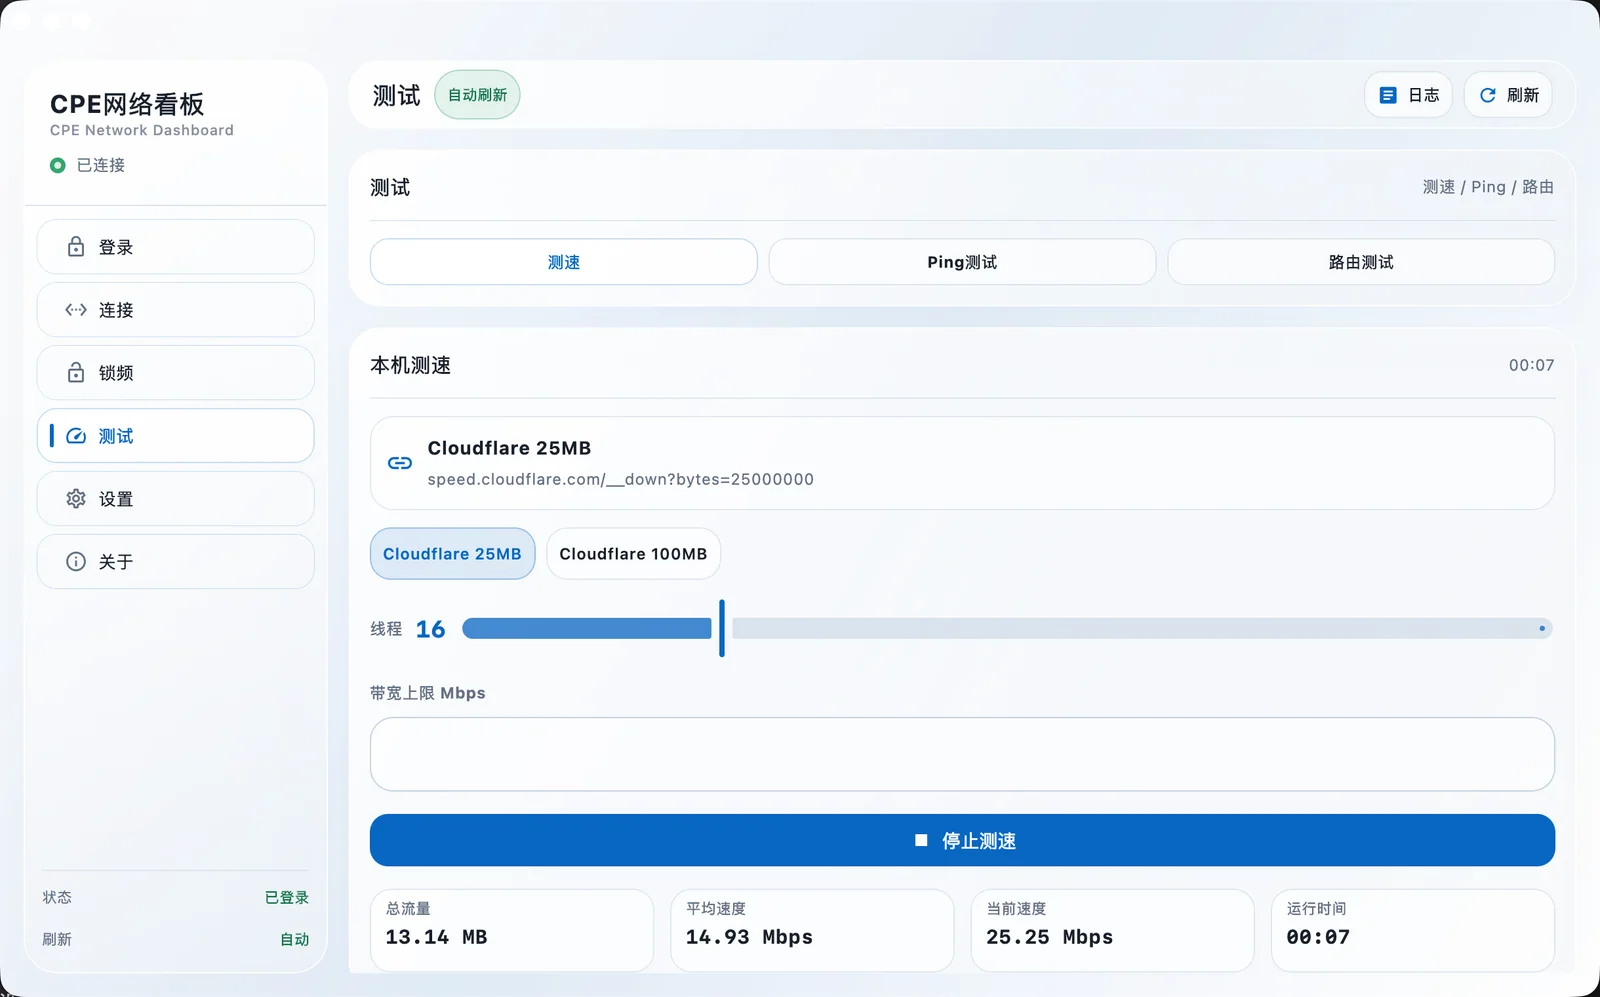 CPE网络看板
CPE Network Dashboard
已连接
登录
连接
锁频
测试
设置
关于
状态 已登录
刷新 自动
测试 自动刷新 日志 刷新
测试 测速 / Ping / 路由
测速 Ping测试 路由测试
本机测速 00:07
Cloudflare 25MB
speed.cloudflare.com/__down?bytes=25000000
Cloudflare 25MB Cloudflare 100MB
线程 16
带宽上限 Mbps
停止测速
总流量 平均速度 当前速度 运行时间
13.14 MB 14.93 Mbps 25.25 Mbps 00:07